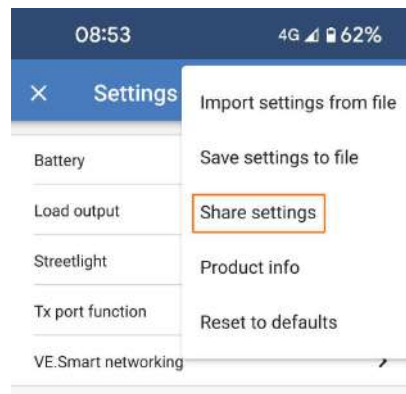 08:53 4G 62%
× Settings
Import settings from file
Battery
Save settings to file
Load output
Share settings
Streetlight
Product info
Tx port function
Reset to defaults
VE.Smart networking